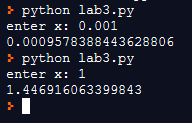 > python lab3.py
enter x: 0.001
0.0009578388443628806
> python lab3.py
enter x: 1
1.446916063399843
>